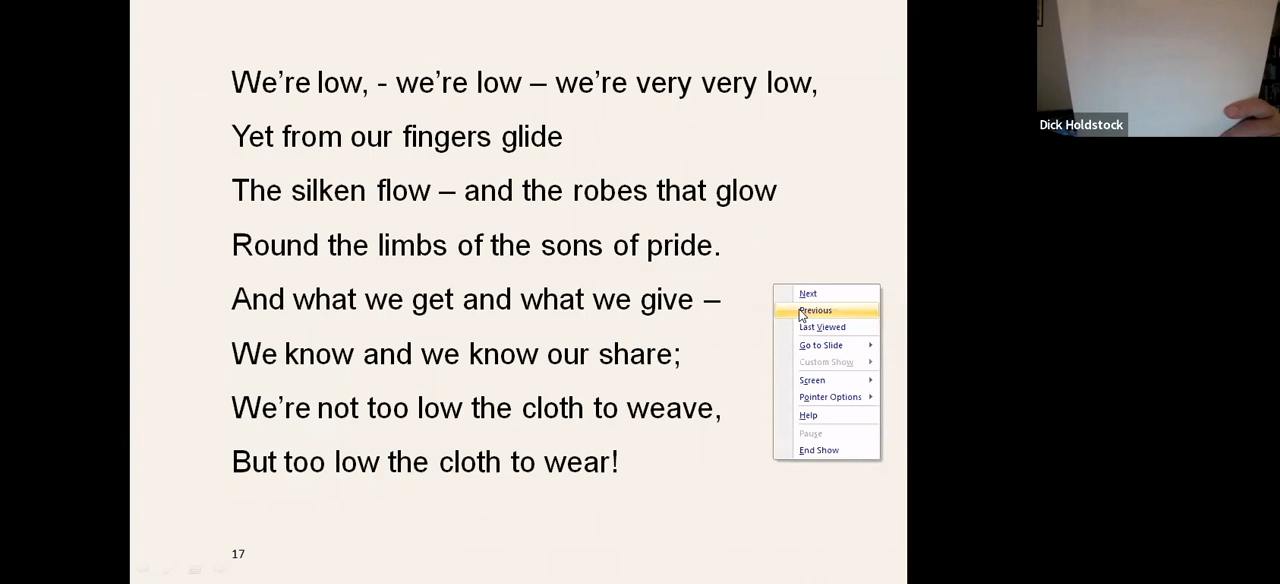 We're low, - we're low – we're very very low,
Yet from our fingers glide
The silken flow – and the robes that glow
Round the limbs of the sons of pride.
And what we get and what we give –
We know and we know our share;
We're not too low the cloth to weave,
But too low the cloth to wear!
17
Next
Previous
Last Viewed
Go to Slide
Custom Show
Screen
Pointer Options
Help
Pause
End Show
Dick Holdstock